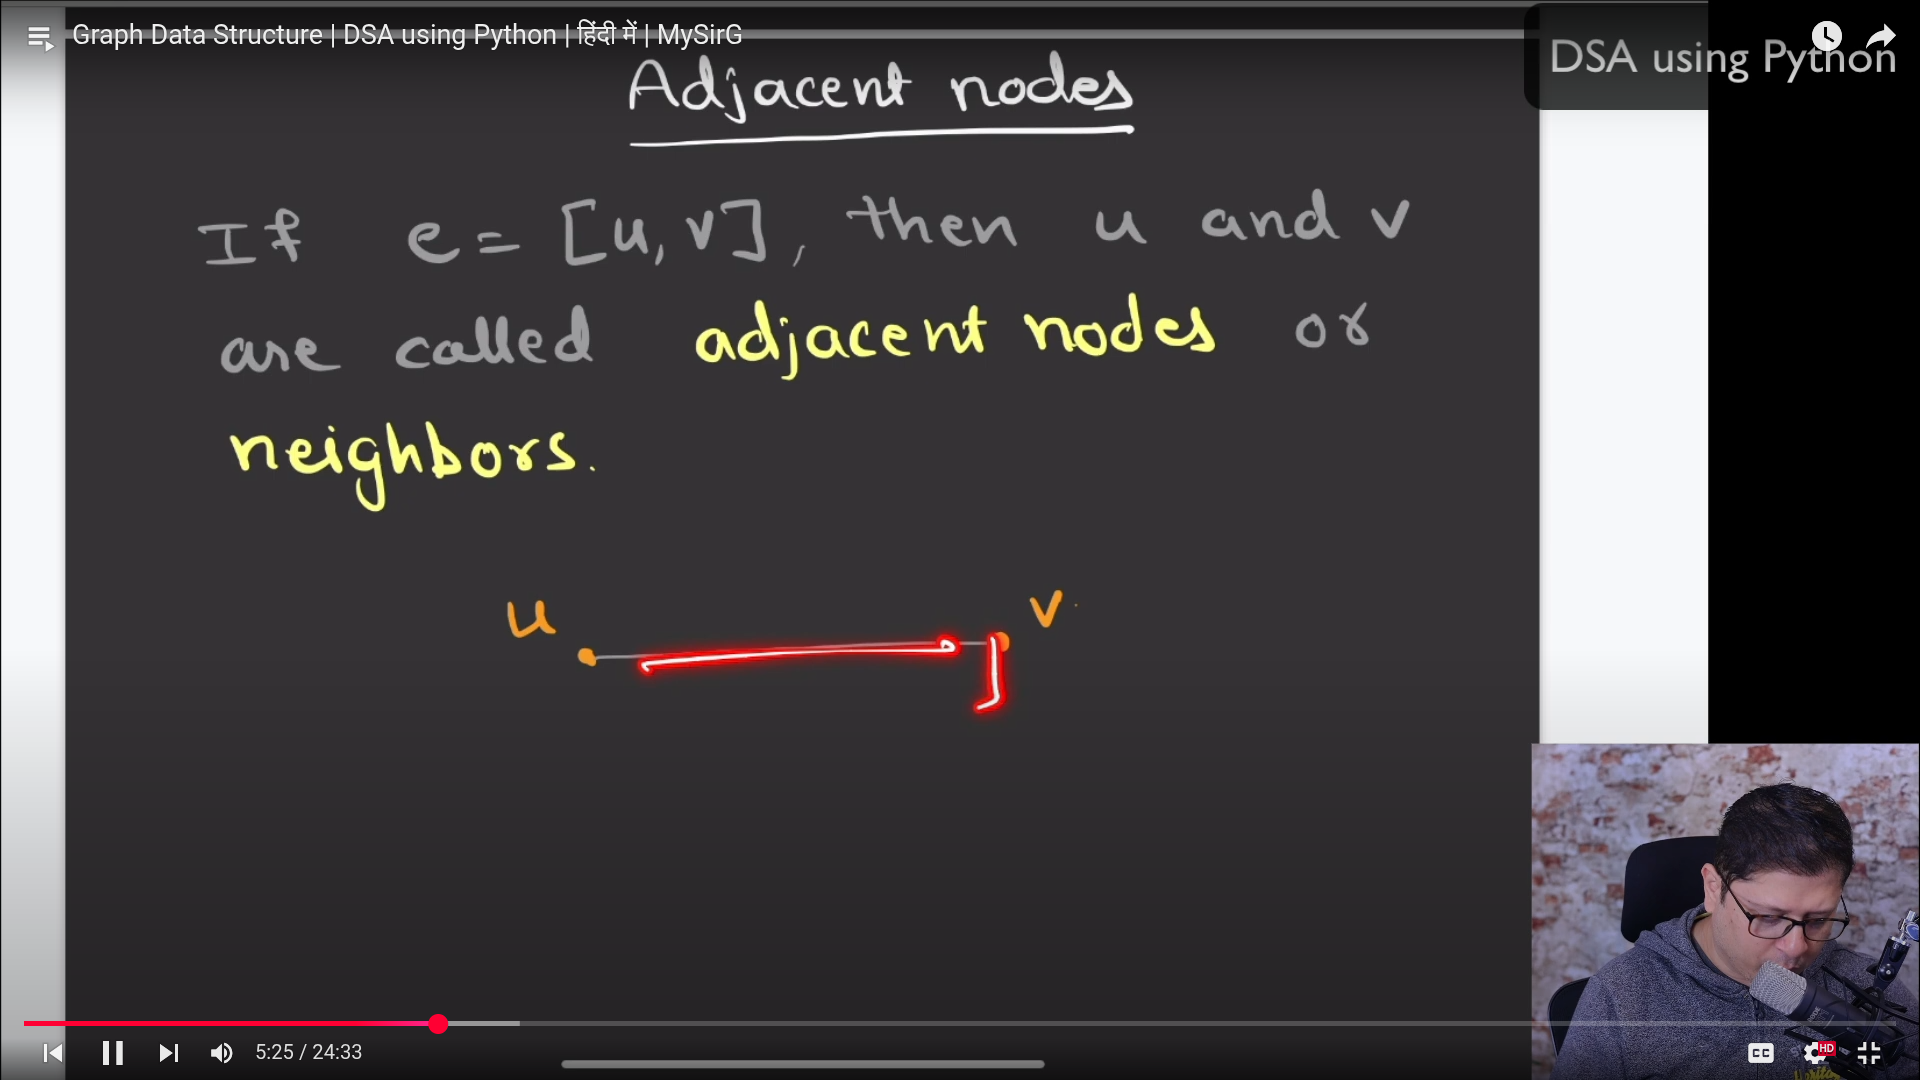 Graph Data Structure | DSA using Python | हिंदी में | MySirG
DSA using Python
Adjacent nodes
If e = [u, v], then u and v
are called adjacent nodes or
neighbors.
u
v
5:25 / 24:33
CC
HD